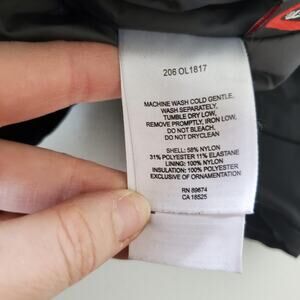 206 OL1817
MACHINE WASH COLD GENTLE,
WASH SEPARATELY,
TUMBLE DRY LOW,
REMOVE PROMPTLY, IRON LOW,
DO NOT BLEACH,
DO NOT DRYCLEAN
SHELL: 58% NYLON
31% POLYESTER 11% ELASTANE
LINING: 100% NYLON
INSULATION: 100% POLYESTER
EXCLUSIVE OF ORNAMENTATION
RN 89674
CA 18525